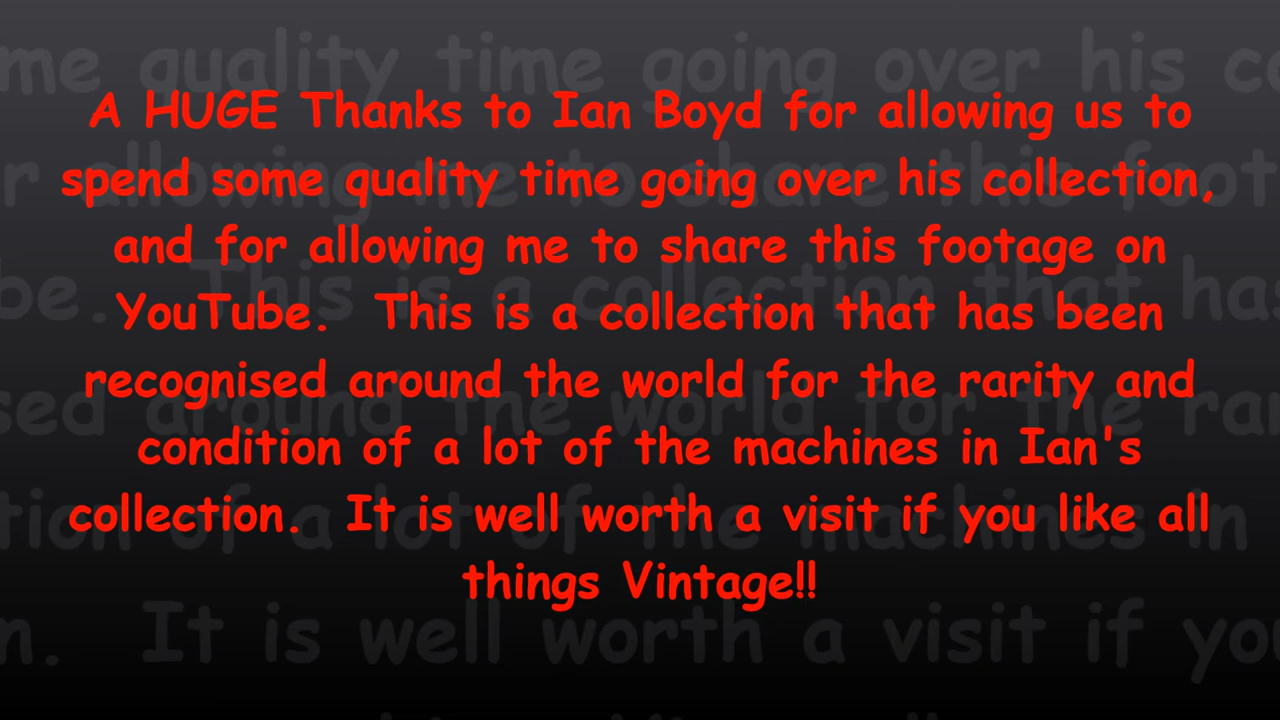 A HUGE Thanks to Ian Boyd for allowing us to
spend some quality time going over his collection,
and for allowing me to share this footage on
YouTube.  This is a collection that has been
recognised around the world for the rarity and
condition of a lot of the machines in Ian's
collection.  It is well worth a visit if you like all
things Vintage!!